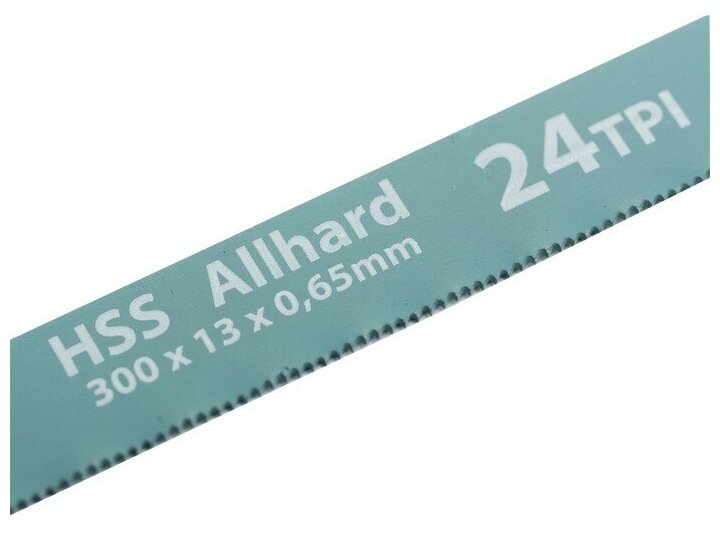 HSS Allhard
300 x 13 x 0,65mm
24TPI